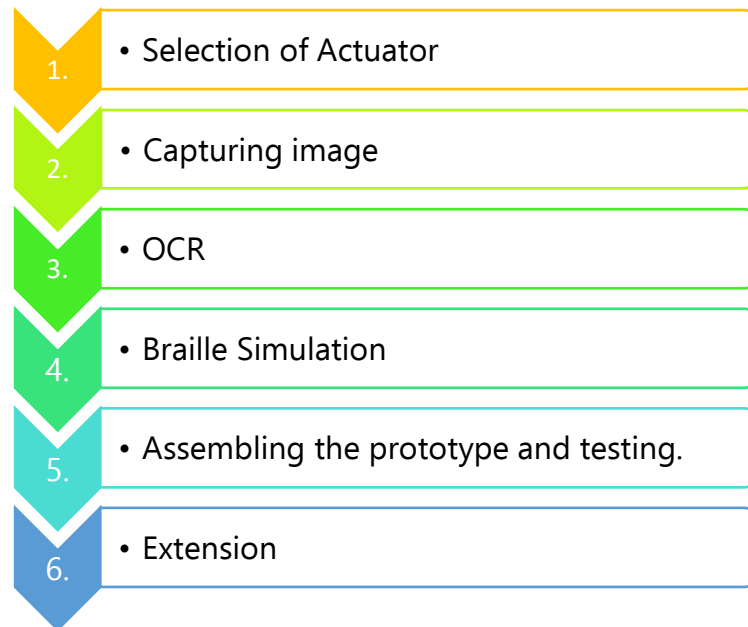 1. • Selection of Actuator
2. • Capturing image
3. • OCR
4. • Braille Simulation
5. • Assembling the prototype and testing.
6. • Extension